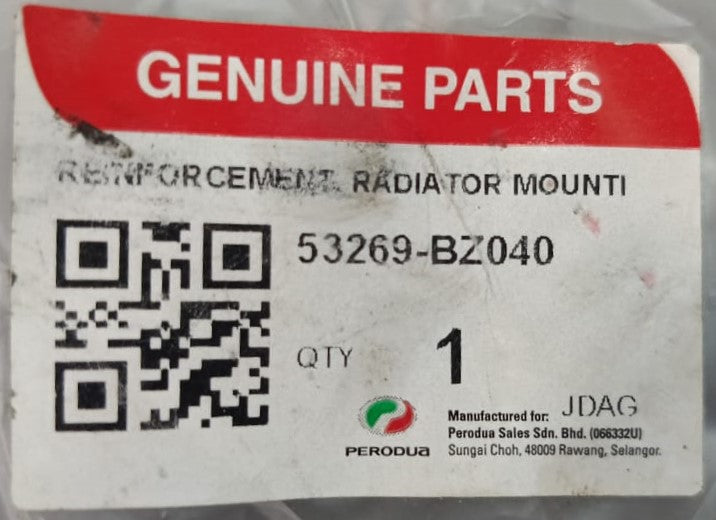 GENUINE PARTS
REINFORCEMENT, RADIATOR MOUNTI
53269-BZ040
QTY 1
PERODUA
Manufactured for: JDAG
Perodua Sales Sdn. Bhd. (066332U)
Sungai Choh, 48009 Rawang, Selangor.